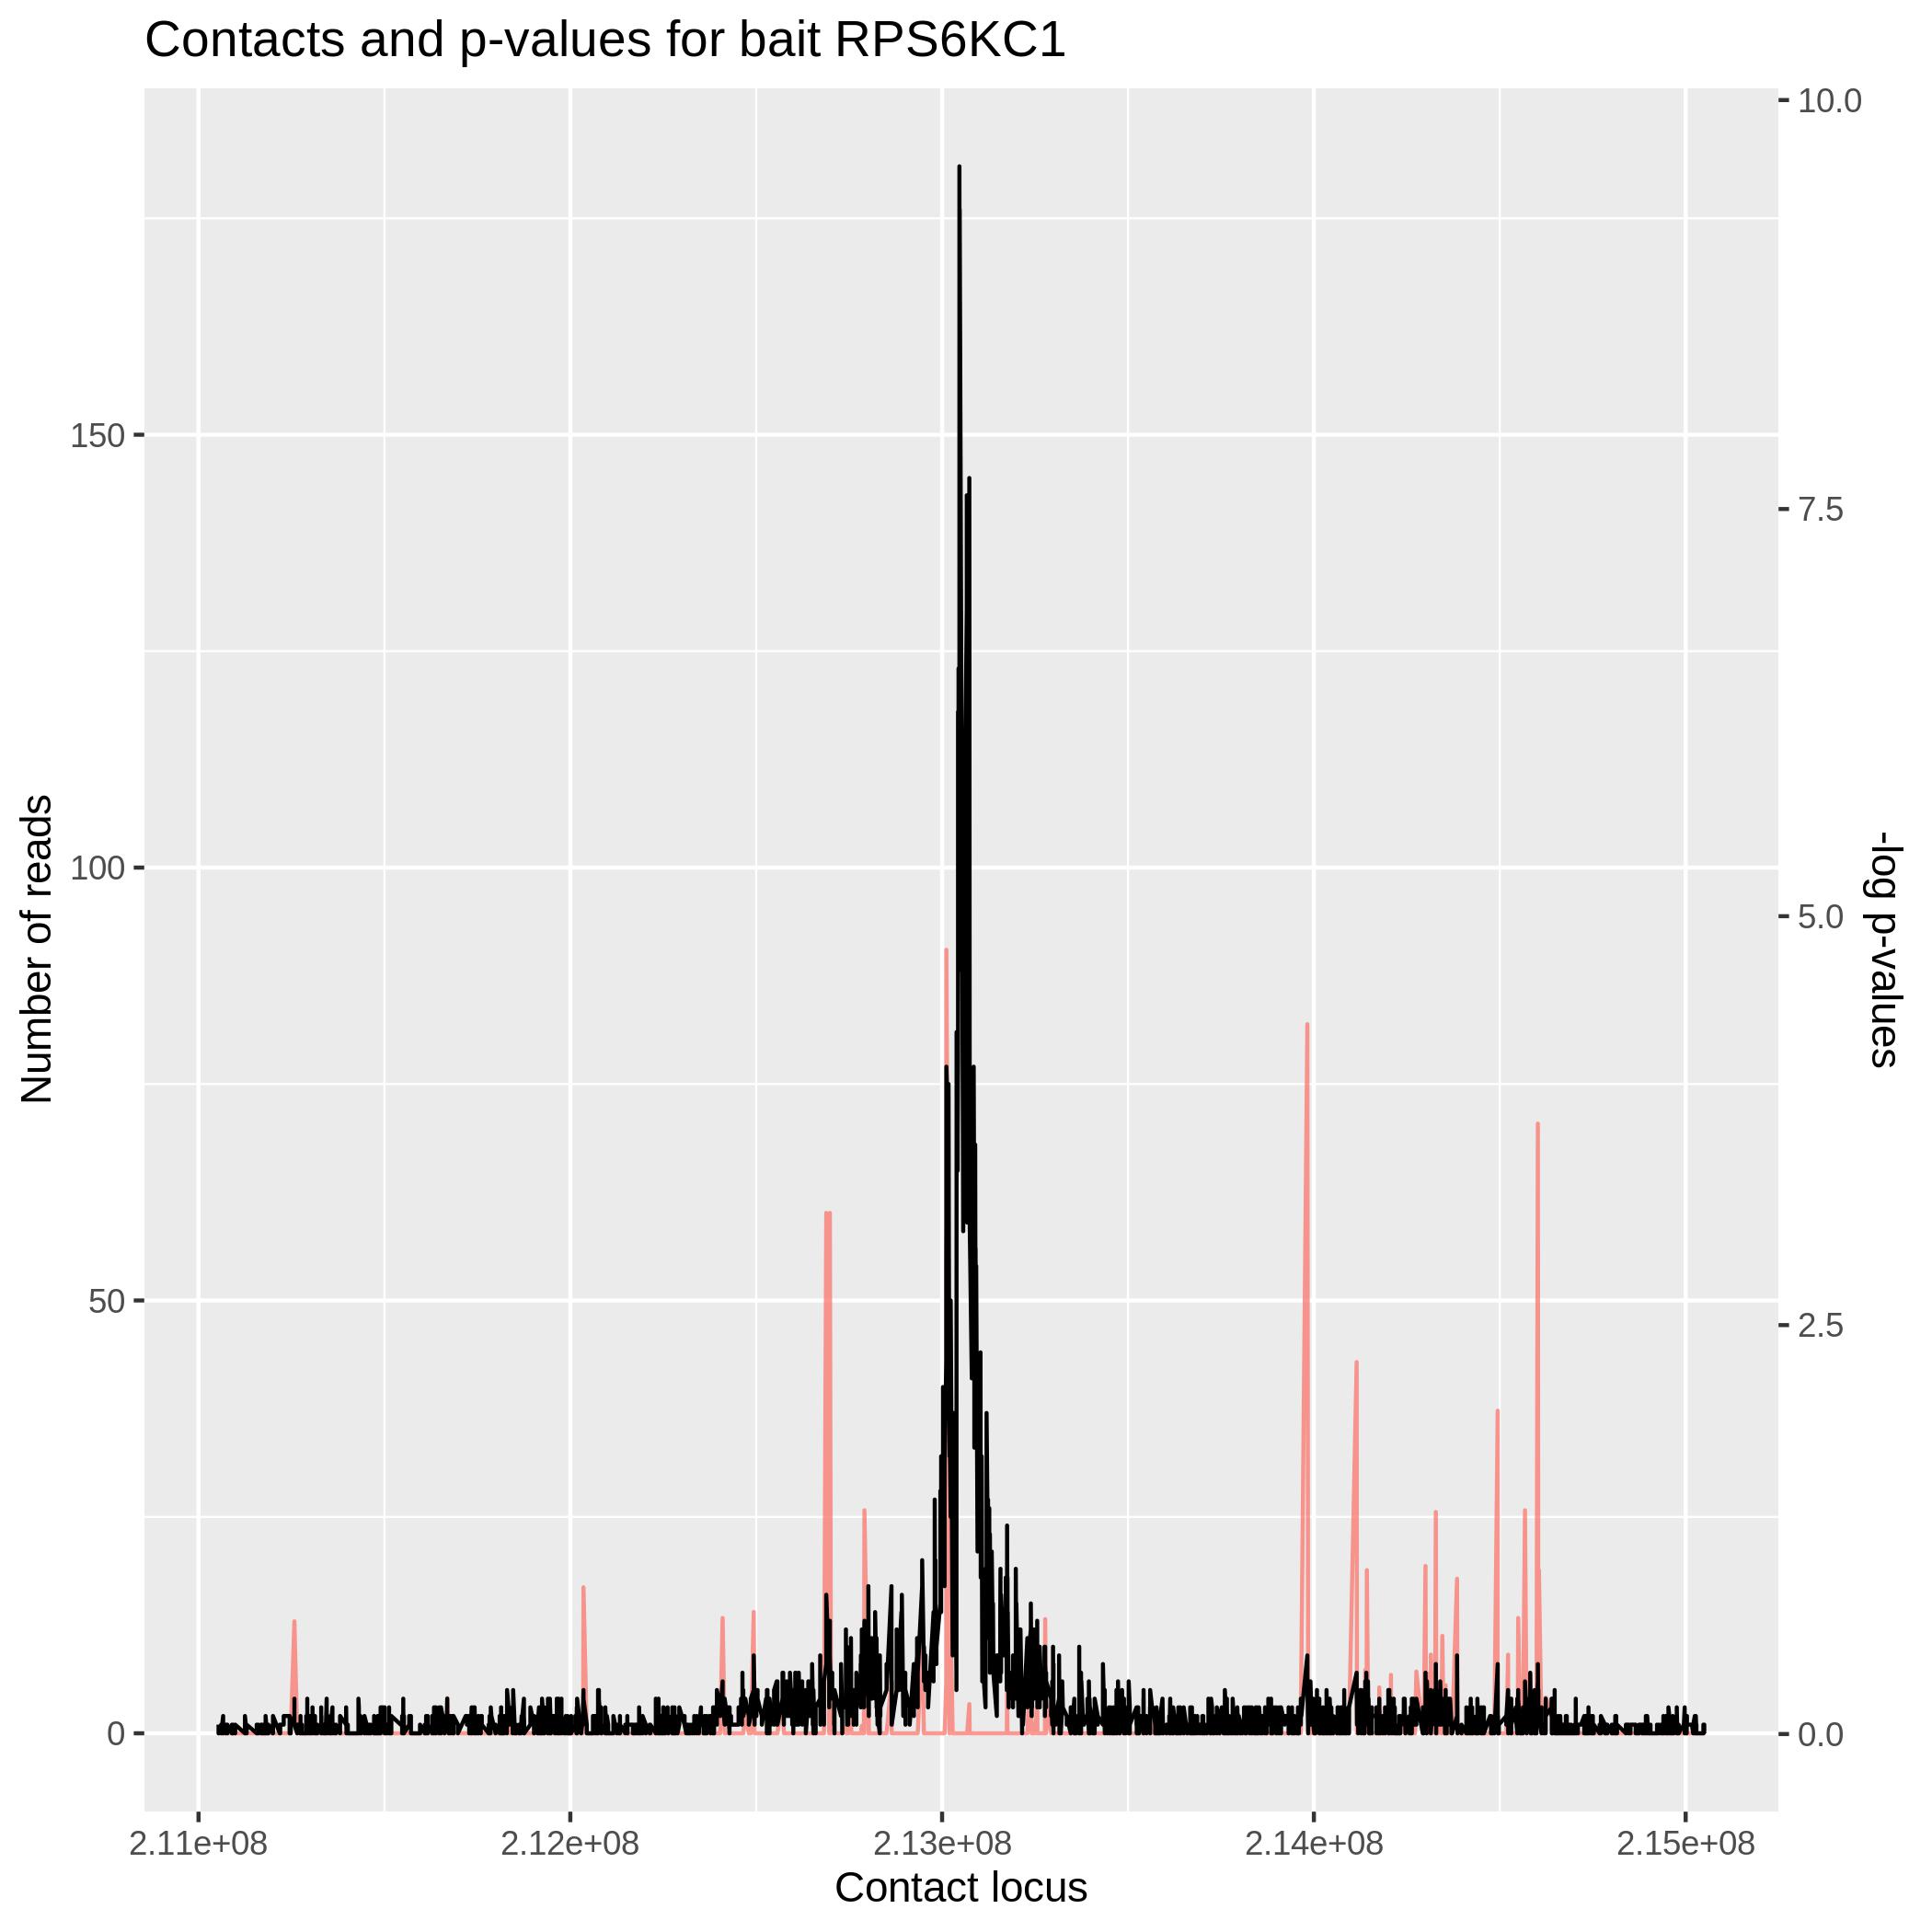 Contacts and p-values for bait RPS6KC1
Number of reads
150
100
50
0
10.0
7.5
5.0
2.5
0.0
-log p-values
2.11e+08 2.12e+08 2.13e+08 2.14e+08 2.15e+08
Contact locus